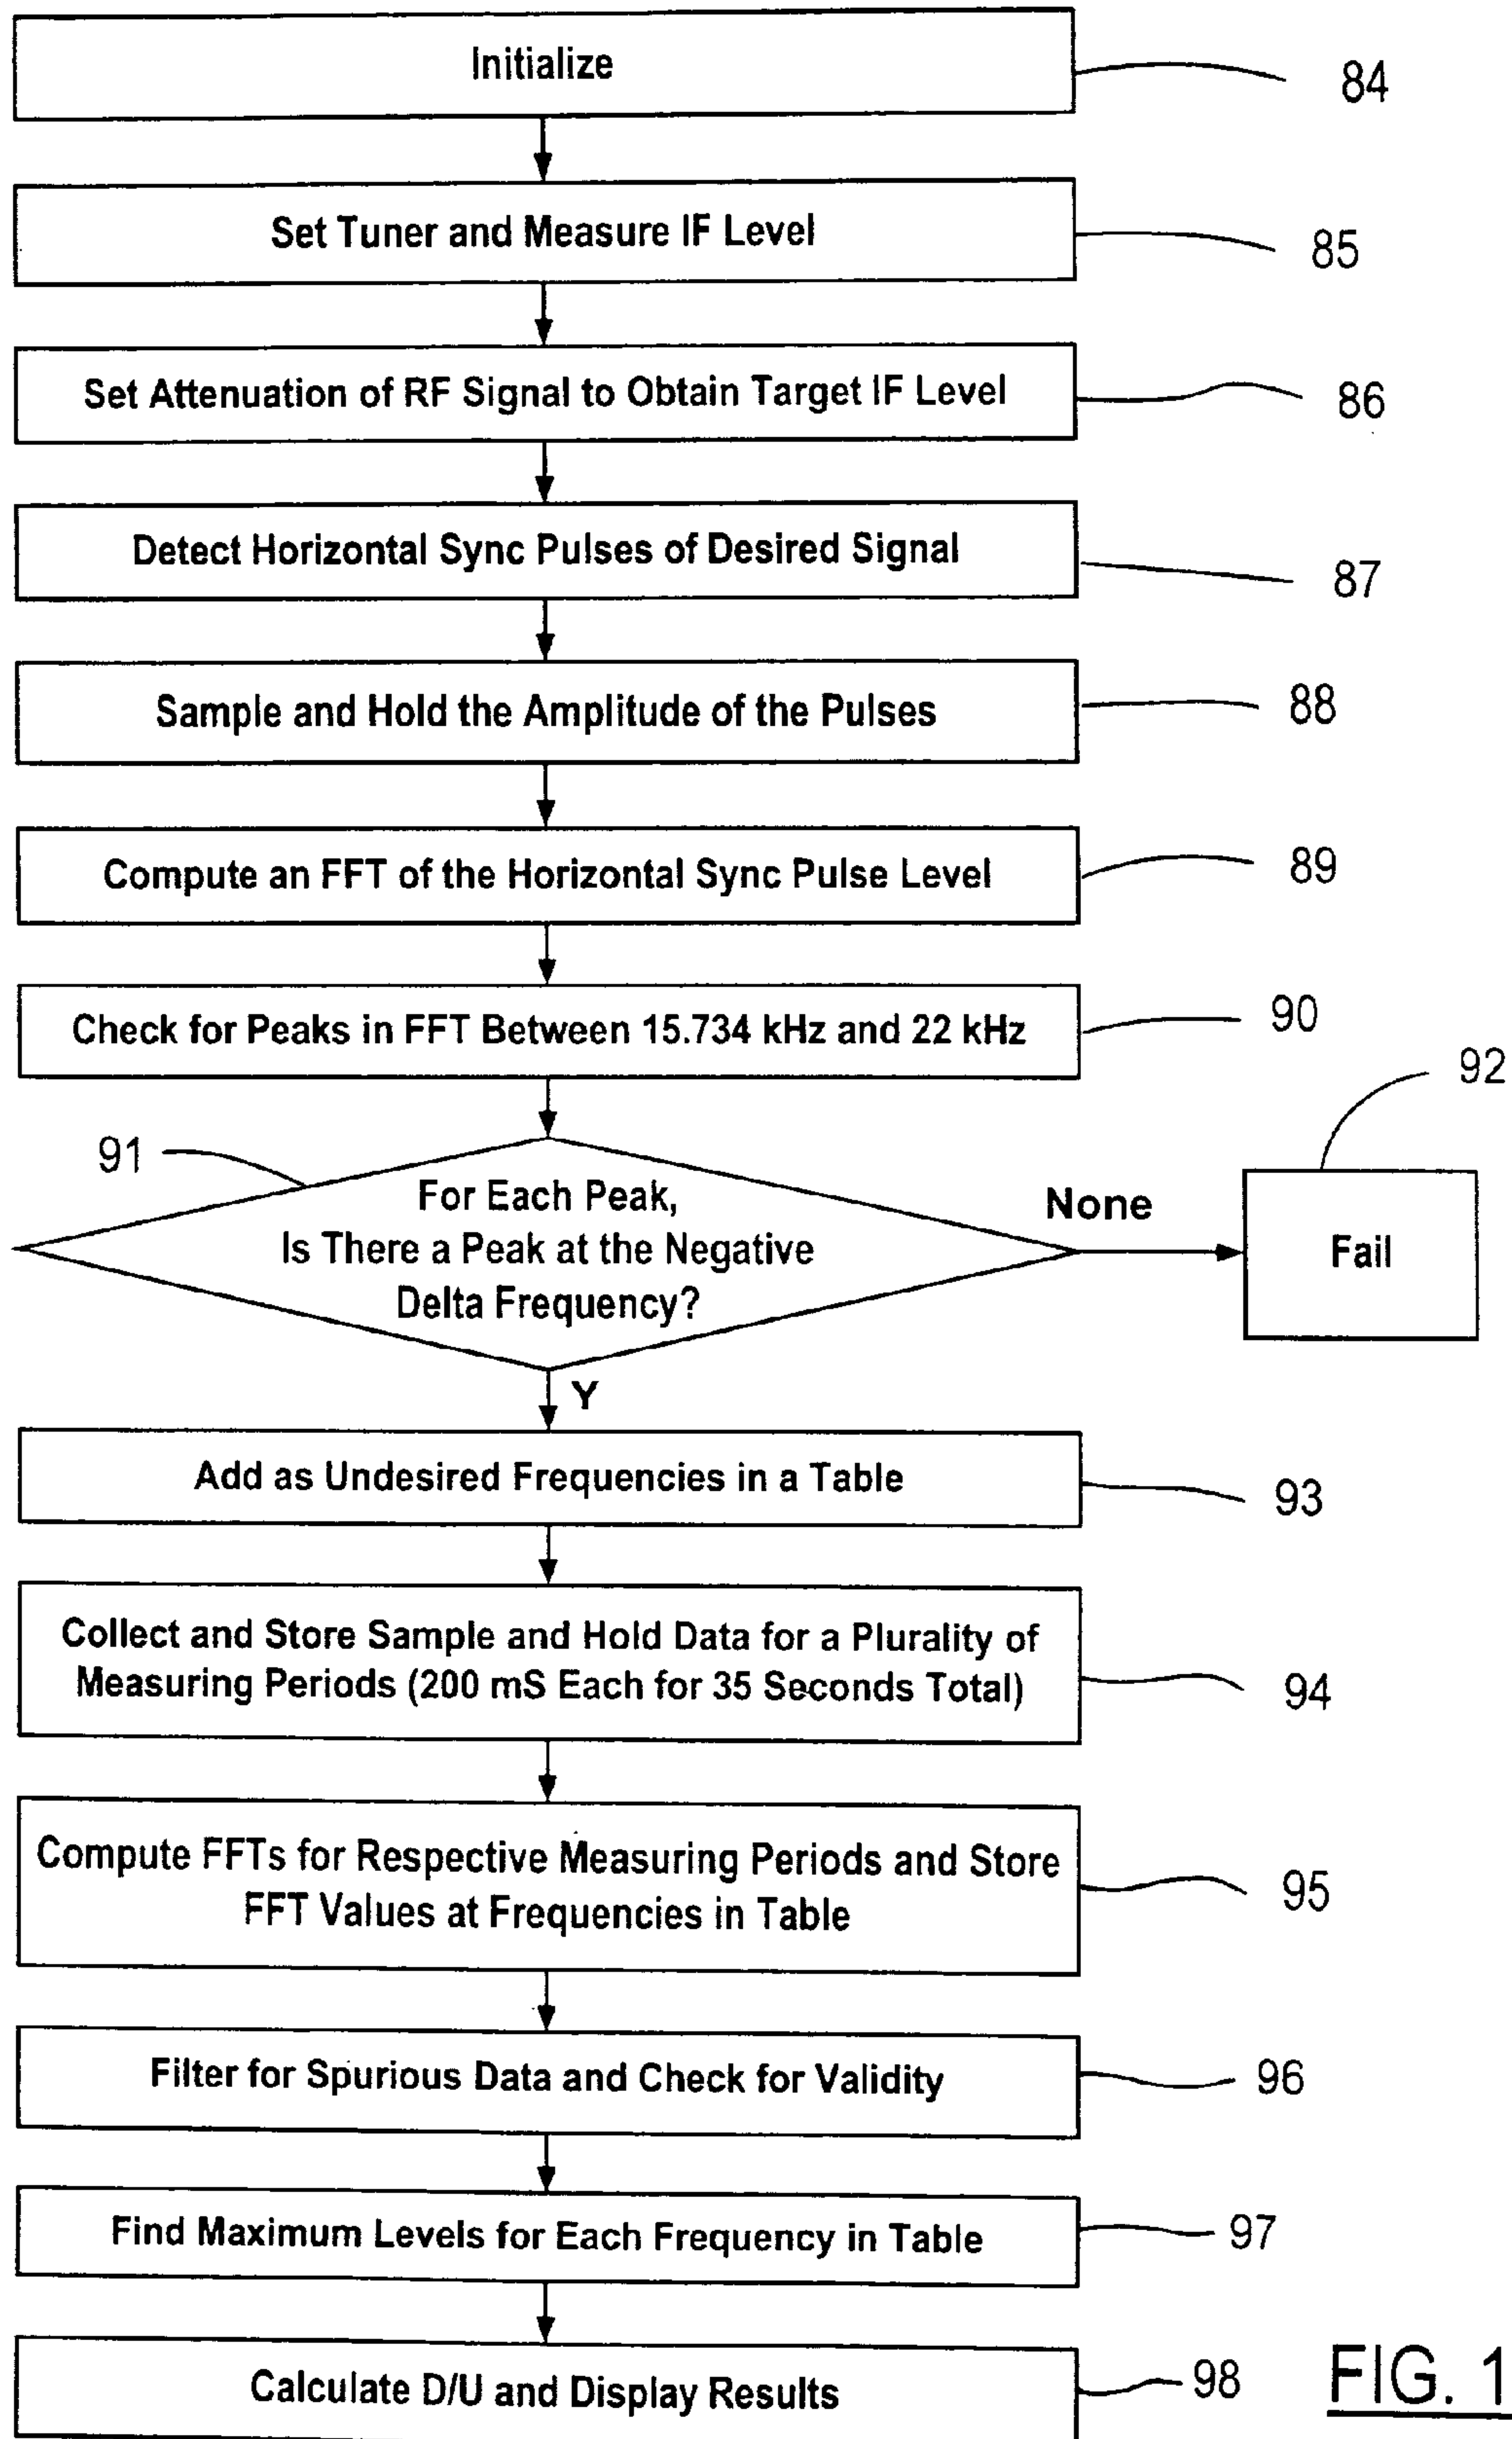 Initialize
84
Set Tuner and Measure IF Level
85
Set Attenuation of RF Signal to Obtain Target IF Level
86
Detect Horizontal Sync Pulses of Desired Signal
87
Sample and Hold the Amplitude of the Pulses
88
Compute an FFT of the Horizontal Sync Pulse Level
89
Check for Peaks in FFT Between 15.734 kHz and 22 kHz
90
91
For Each Peak,
Is There a Peak at the Negative
Delta Frequency?
None
92
Fail
Y
Add as Undesired Frequencies in a Table
93
Collect and Store Sample and Hold Data for a Plurality of
Measuring Periods (200 mS Each for 35 Seconds Total)
94
Compute FFTs for Respective Measuring Periods and Store
FFT Values at Frequencies in Table
95
Filter for Spurious Data and Check for Validity
96
Find Maximum Levels for Each Frequency in Table
97
Calculate D/U and Display Results
98
FIG. 1